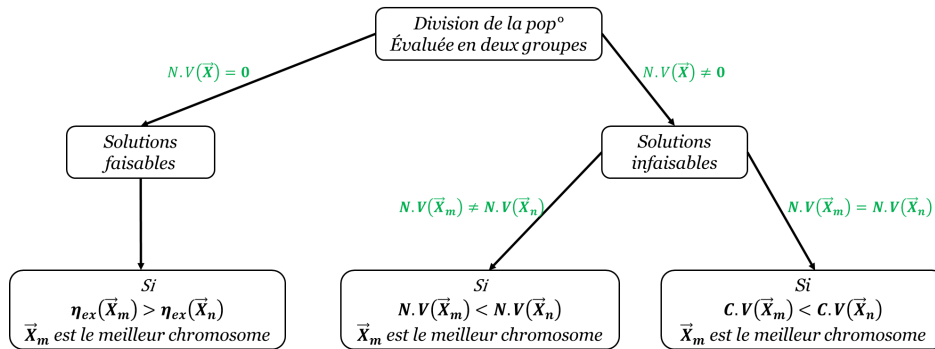 Division de la pop°
Évaluée en deux groupes
N.V(X⃗) = 0
N.V(X⃗) ≠ 0
Solutions
faisables
Solutions
infaisables
N.V(X⃗ₘ) ≠ N.V(X⃗ₙ)
N.V(X⃗ₘ) = N.V(X⃗ₙ)
Si
ηₑₓ(X⃗ₘ) > ηₑₓ(X⃗ₙ)
X⃗ₘ est le meilleur chromosome
Si
N.V(X⃗ₘ) < N.V(X⃗ₙ)
X⃗ₘ est le meilleur chromosome
Si
C.V(X⃗ₘ) < C.V(X⃗ₙ)
X⃗ₘ est le meilleur chromosome